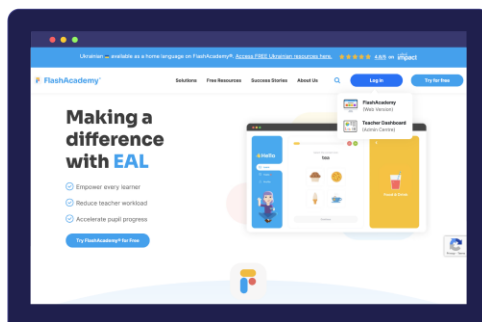 Ukrainian available as a home language on FlashAcademy®. Access FREE Ukrainian resources here. 4.8/5 on impact
FlashAcademy®
Solutions Free Resources Success Stories About Us Log in Try for free
FlashAcademy
(Web Version)
Teacher Dashboard
(Admin Centre)
Making a
difference
with EAL
Empower every learner
Reduce teacher workload
Accelerate pupil progress
Try FlashAcademy® for Free
Hello